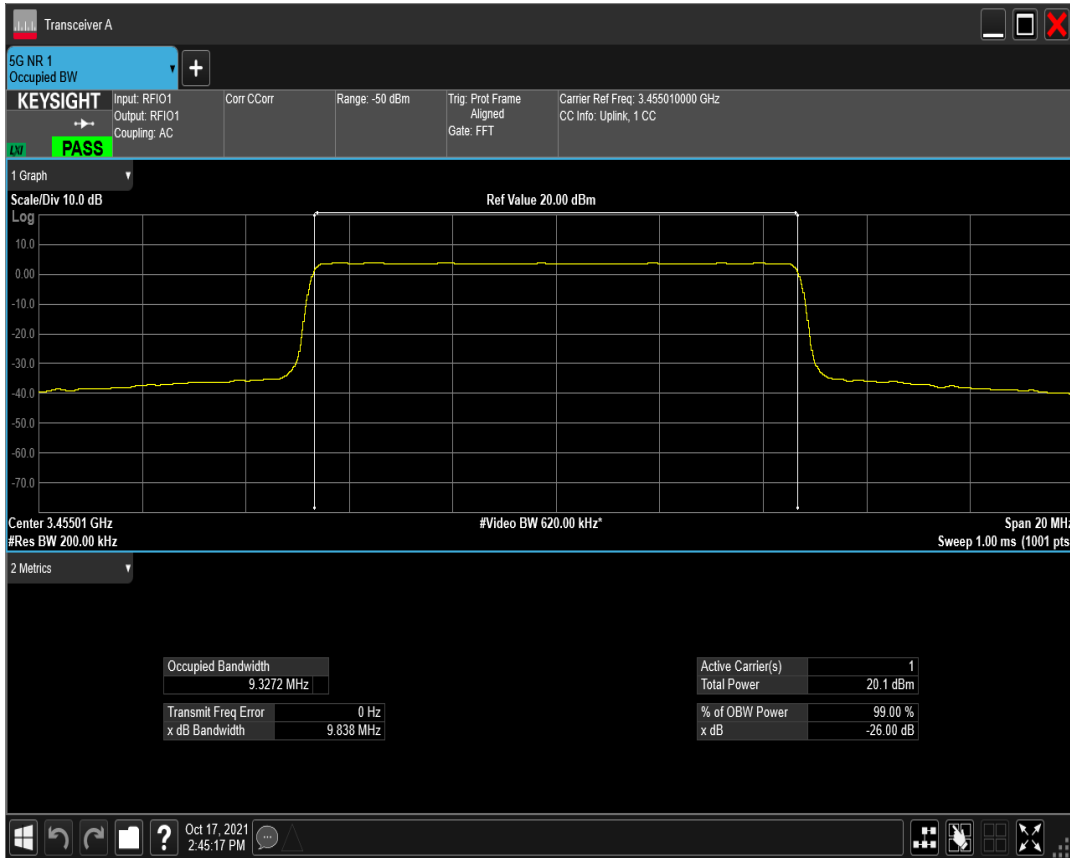 Transceiver A
5G NR 1
Occupied BW
+
KEYSIGHT
LXI
PASS
Input: RFIO1
Output: RFIO1
Coupling: AC
Corr CCorr
Range: -50 dBm
Trig: Prot Frame
Aligned
Gate: FFT
Carrier Ref Freq: 3.455010000 GHz
CC Info: Uplink, 1 CC
1 Graph
Scale/Div 10.0 dB
Ref Value 20.00 dBm
Log
10.0
0.00
-10.0
-20.0
-30.0
-40.0
-50.0
-60.0
-70.0
Center 3.45501 GHz
#Video BW 620.00 kHz*
Span 20 MHz
#Res BW 200.00 kHz
Sweep 1.00 ms (1001 pts
2 Metrics
Occupied Bandwidth
9.3272 MHz
Transmit Freq Error 0 Hz
x dB Bandwidth 9.838 MHz
Active Carrier(s) 1
Total Power 20.1 dBm
% of OBW Power 99.00 %
x dB -26.00 dB
?
Oct 17, 2021
2:45:17 PM